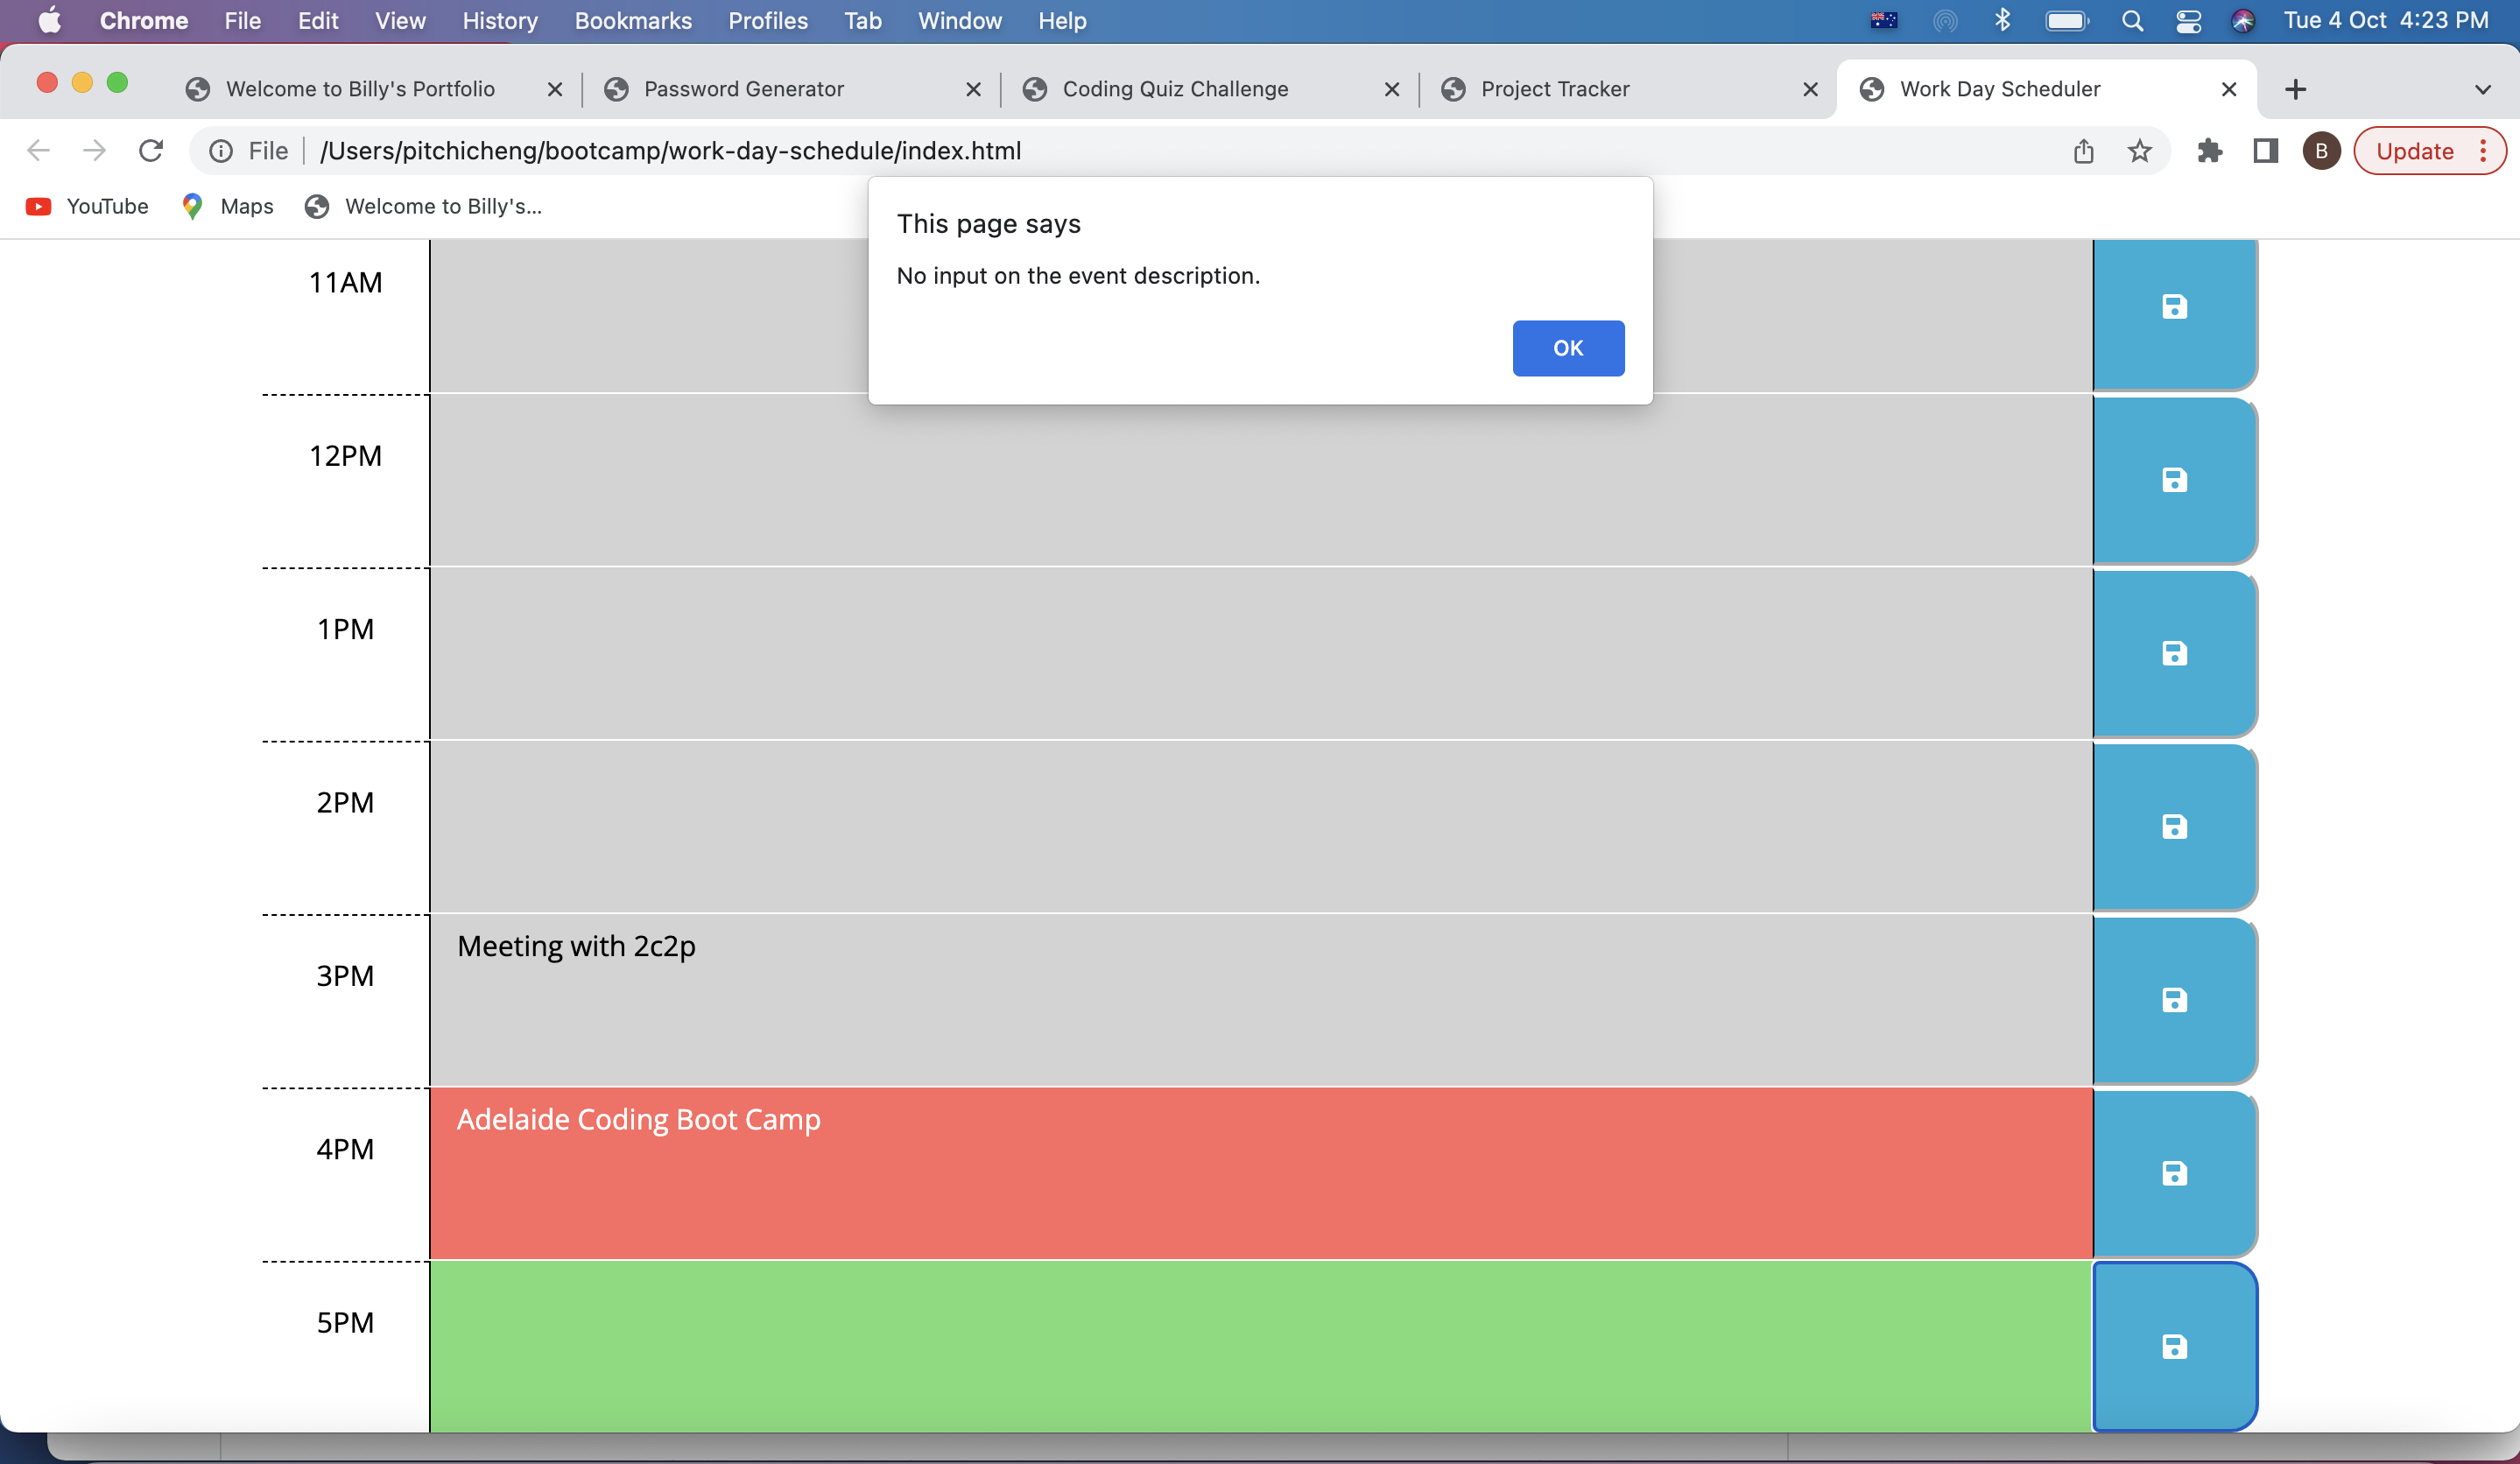 Chrome File Edit View History Bookmarks Profiles Tab Window Help Tue 4 Oct 4:23 PM
Welcome to Billy's Portfolio Password Generator Coding Quiz Challenge Project Tracker Work Day Scheduler
File /Users/pitchicheng/bootcamp/work-day-schedule/index.html B Update
YouTube Maps Welcome to Billy's...
This page says
No input on the event description.
OK
11AM
12PM
1PM
2PM
3PM Meeting with 2c2p
4PM Adelaide Coding Boot Camp
5PM